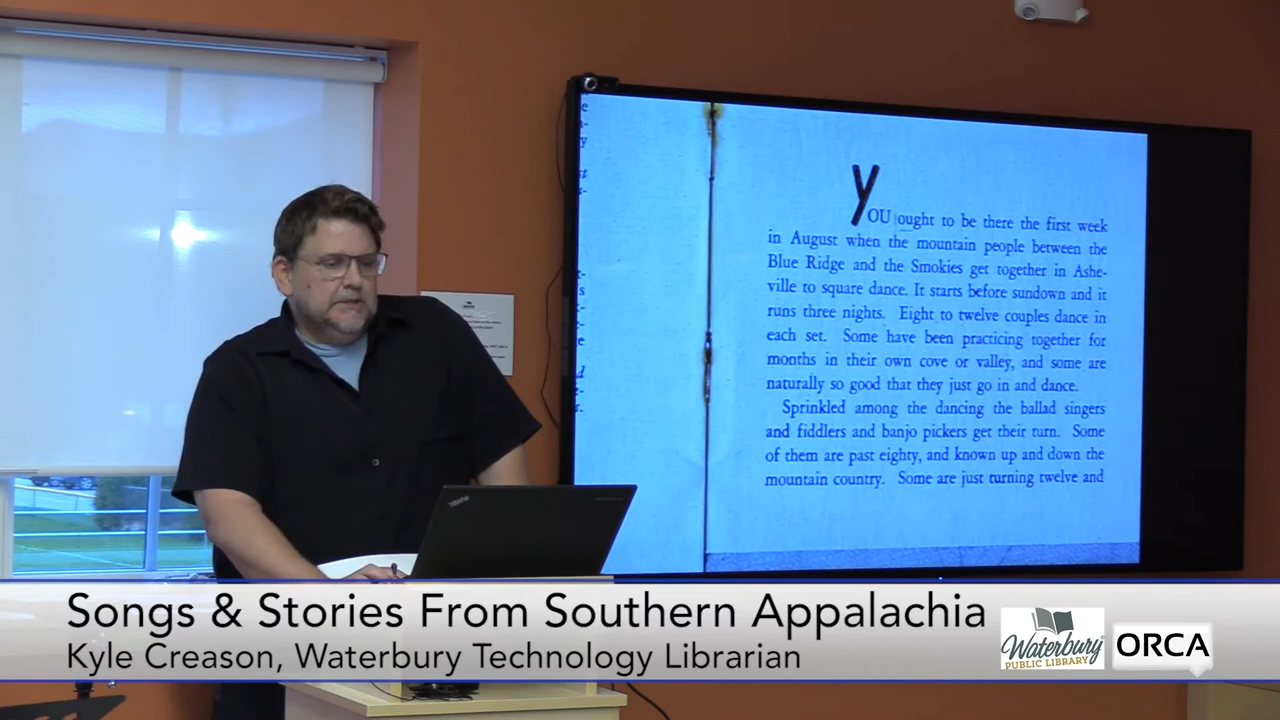 YOU ought to be there the first week
in August when the mountain people between the
Blue Ridge and the Smokies get together in Ashe-
ville to square dance. It starts before sundown and it
runs three nights. Eight to twelve couples dance in
each set. Some have been practicing together for
months in their own cove or valley, and some are
naturally so good that they just go in and dance.
Sprinkled among the dancing the ballad singers
and fiddlers and banjo pickers get their turn. Some
of them are past eighty, and known up and down the
mountain country. Some are just turning twelve and
ThinkPad
Songs & Stories From Southern Appalachia
Kyle Creason, Waterbury Technology Librarian
Waterbury
PUBLIC LIBRARY
ORCA